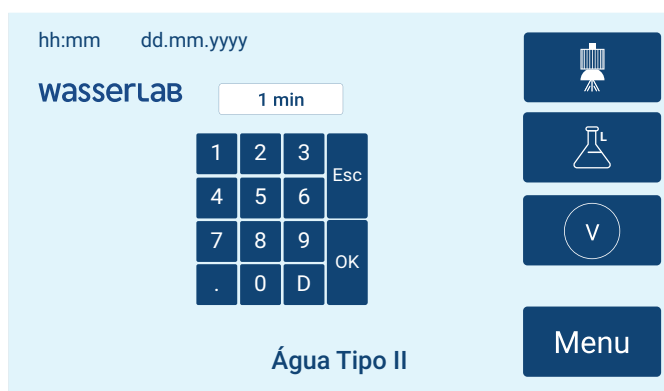 hh:mm dd.mm.yyyy
wasserLAB
1 min
1 2 3
Esc
4 5 6
7 8 9
OK
. 0 D
Água Tipo II
L
V
Menu